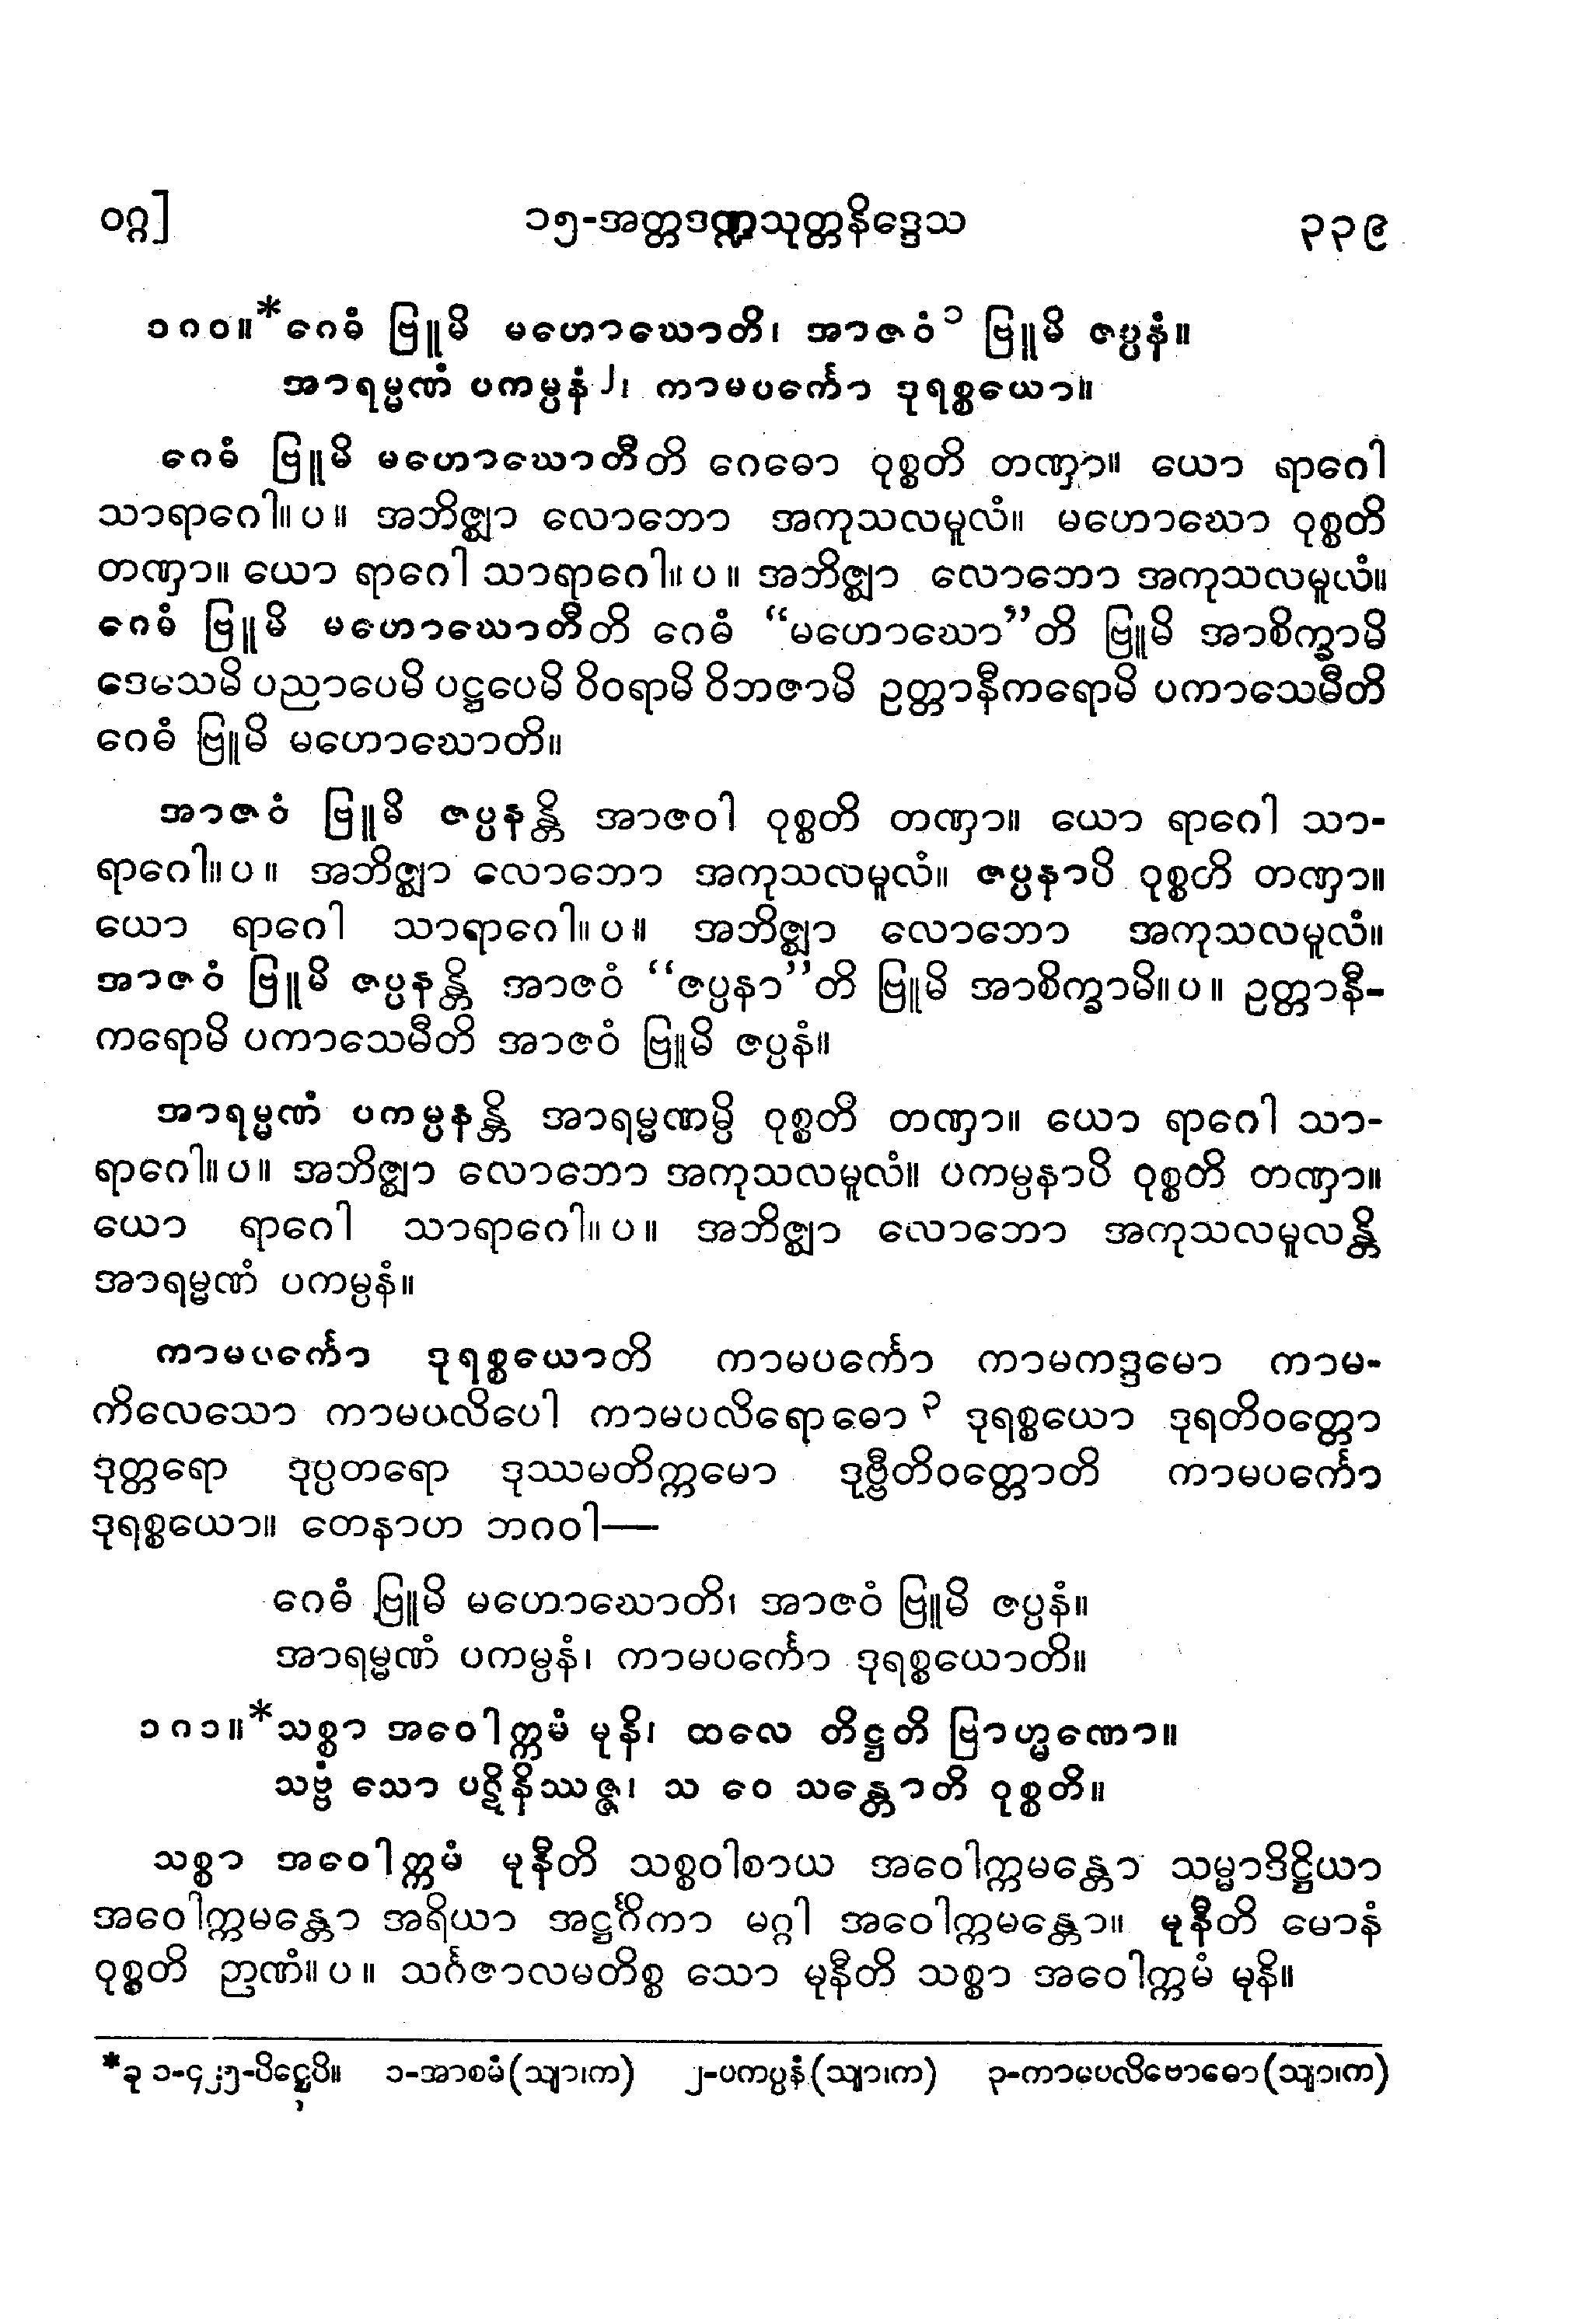 ဝဂ္ဂ]
၁၅-အတ္တဒဏ္ဍသုတ္တနိဒ္ဒေသ
၃၃၉
၁၈၀။*ဂေဓံ ဗြူမိ မဟောဃောတိ၊ အာဇဝံ၁ ဗြူမိ ဇပ္ပနံ။
အာရမ္မဏံ ပကမ္ပနံ၂၊ ကာမပင်္ကော ဒုရစ္စယော။
ဂေဓံ ဗြူမိ မဟောဃောတီတိ ဂေဓော ဝုစ္စတိ တဏှာ။ ယော ရာဂေါ
သာရာဂေါ။ပ။ အဘိဇ္ဈာ လောဘော အကုသလမူလံ။ မဟောဃော ဝုစ္စတိ
တဏှာ။ ယော ရာဂေါ သာရာဂေါ။ပ။ အဘိဇ္ဈာ လောဘော အကုသလမူလံ။
ဂေဓံ ဗြူမိ မဟောဃောတီတိ ဂေဓံ “မဟောဃော”တိ ဗြူမိ အာစိက္ခာမိ
ဒေသေမိ ပညာပေမိ ပဋ္ဌပေမိ ဝိဝရာမိ ဝိဘဇာမိ ဥတ္တာနီကရောမိ ပကာသေမီတိ
ဂေဓံ ဗြူမိ မဟောဃောတိ။
အာဇဝံ ဗြူမိ ဇပ္ပနန္တိ အာဇဝါ ဝုစ္စတိ တဏှာ။ ယော ရာဂေါ သာ-
ရာဂေါ။ပ။ အဘိဇ္ဈာ လောဘော အကုသလမူလံ။ ဇပ္ပနာပိ ဝုစ္စတိ တဏှာ။
ယော ရာဂေါ သာရာဂေါ။ပ။ အဘိဇ္ဈာ လောဘော အကုသလမူလံ။
အာဇဝံ ဗြူမိ ဇပ္ပနန္တိ အာဇဝံ “ဇပ္ပနာ”တိ ဗြူမိ အာစိက္ခာမိ။ပ။ ဥတ္တာနီ-
ကရောမိ ပကာသေမီတိ အာဇဝံ ဗြူမိ ဇပ္ပနံ။
အာရမ္မဏံ ပကမ္ပနန္တိ အာရမ္မဏမ္ပိ ဝုစ္စတိ တဏှာ။ ယော ရာဂေါ သာ-
ရာဂေါ။ပ။ အဘိဇ္ဈာ လောဘော အကုသလမူလံ။ ပကမ္ပနာပိ ဝုစ္စတိ တဏှာ။
ယော ရာဂေါ သာရာဂေါ။ပ။ အဘိဇ္ဈာ လောဘော အကုသလမူလန္တိ
အာရမ္မဏံ ပကမ္ပနံ။
ကာမပင်္ကော ဒုရစ္စယောတိ ကာမပင်္ကော ကာမကဒ္ဒမော ကာမ-
ကိလေသော ကာမပလိပေါ ကာမပလိရောဓော၃ ဒုရစ္စယော ဒုရတိဝတ္တော
ဒုတ္တရော ဒုပ္ပတရော ဒုဿမတိက္ကမော ဒုဗ္ဗီတိဝတ္တောတိ ကာမပင်္ကော
ဒုရစ္စယော။ တေနာဟ ဘဂဝါ—
ဂေဓံ ဗြူမိ မဟောဃောတိ၊ အာဇဝံ ဗြူမိ ဇပ္ပနံ။
အာရမ္မဏံ ပကမ္ပနံ၊ ကာမပင်္ကော ဒုရစ္စယောတိ။
၁၈၁။*သစ္စာ အဝေါက္ကမံ မုနိ၊ ထလေ တိဋ္ဌတိ ဗြာဟ္မဏော။
သဗ္ဗံ သော ပဋိနိဿဇ္ဇ၊ သ ဝေ သန္တောတိ ဝုစ္စတိ။
သစ္စာ အဝေါက္ကမံ မုနီတိ သစ္စဝါစာယ အဝေါက္ကမန္တော သမ္မာဒိဋ္ဌိယာ
အဝေါက္ကမန္တော အရိယာ အဋ္ဌင်္ဂိကာ မဂ္ဂါ အဝေါက္ကမန္တော။ မုနီတိ မောနံ
ဝုစ္စတိ ဉာဏံ။ပ။ သင်္ဂဇာလမတိစ္စ သော မုနီတိ သစ္စာ အဝေါက္ကမံ မုနိ။
*ခု ၁-၄၂၅-ပိဋ္ဌေပိ။ ၁-အာစမံ(သျာ၊က) ၂-ပကပ္ပနံ(သျာ၊က) ၃-ကာမပလိဗောဓော(သျာ၊က)